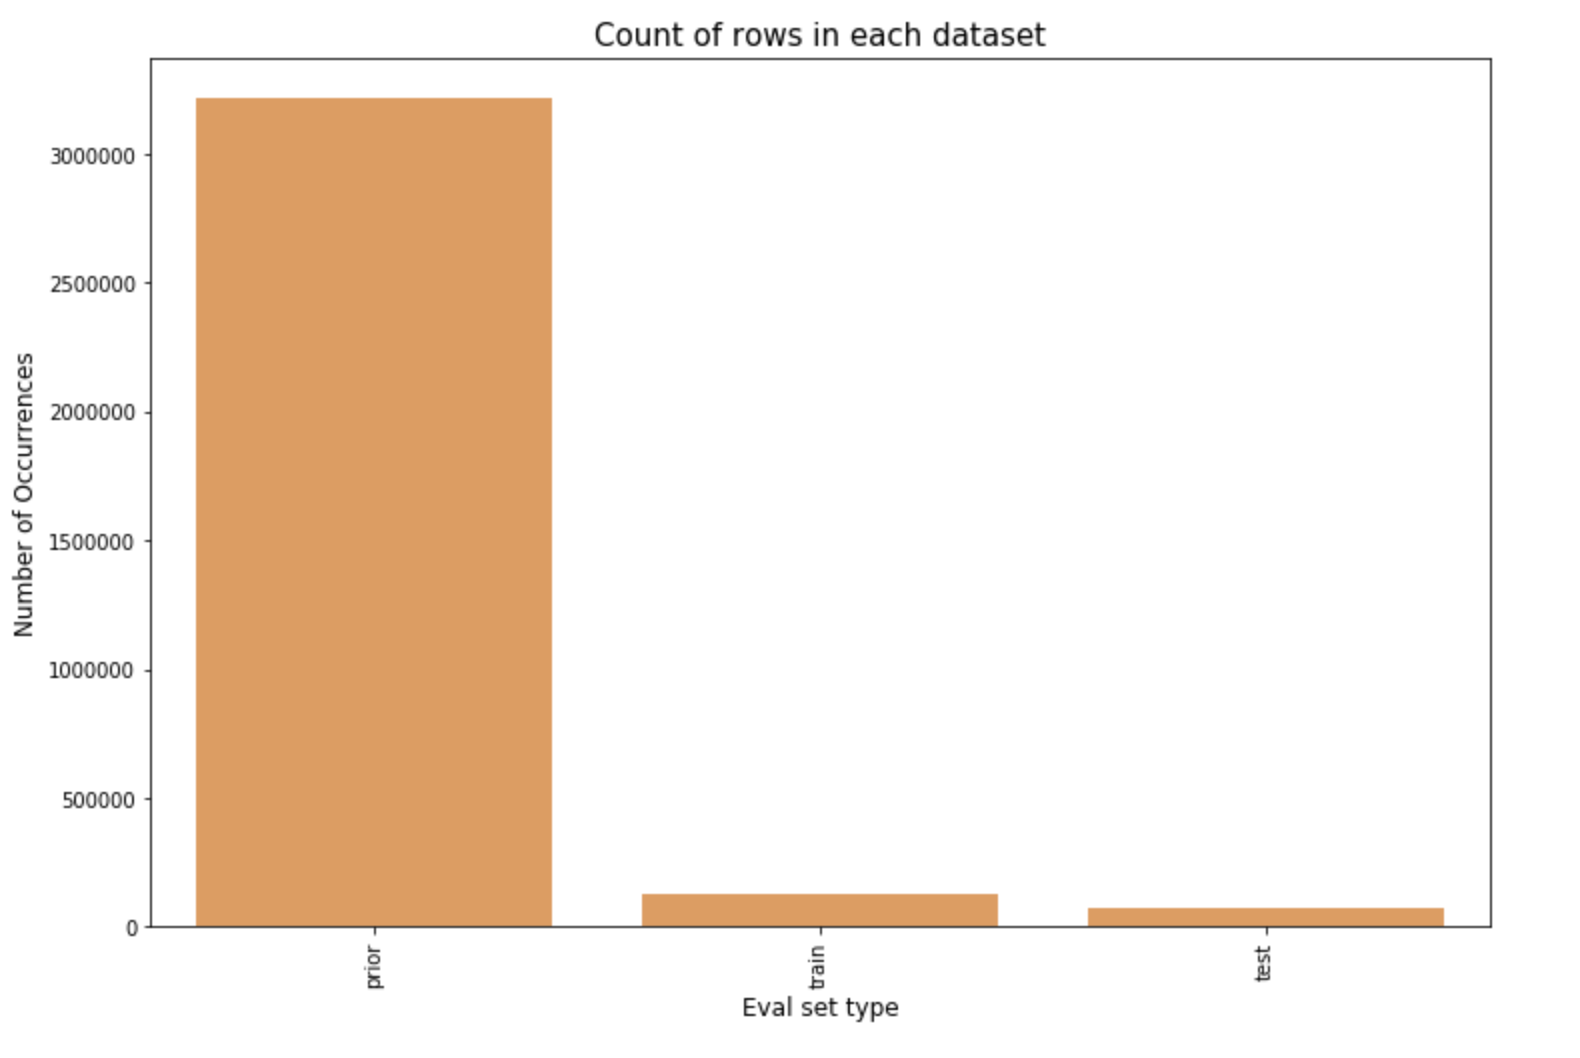 Count of rows in each dataset
Number of Occurrences
3000000
2500000
2000000
1500000
1000000
500000
0
prior
train
test
Eval set type